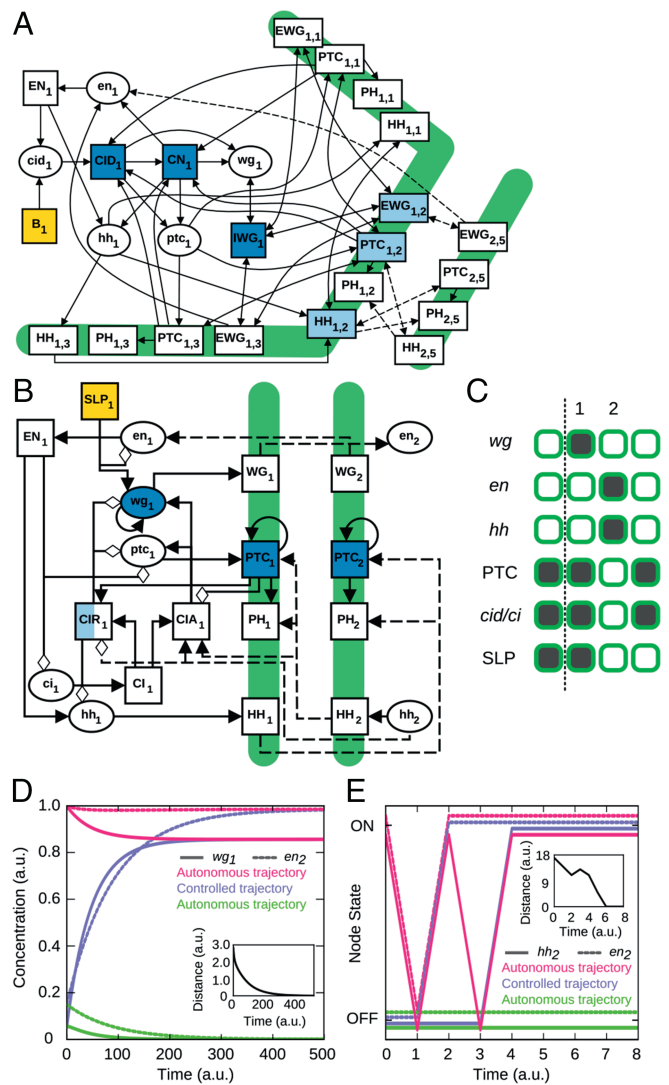 A
EWG1,1
PTC1,1
EN1
en1
PH1,1
HH1,1
cid1
CID1
CN1
wg1
EWG1,2
B1
hh1
ptc1
IWG1
PTC1,2
EWG2,5
PTC2,5
PH1,2
PH2,5
HH1,2
HH1,3
PH1,3
PTC1,3
EWG1,3
HH2,5
B
SLP1
EN1
en1
en2
WG1
WG2
wg1
ptc1
PTC1
PTC2
CIR1
CIA1
PH1
PH2
ci1
CI1
hh1
HH1
HH2
hh2
C
1 2
wg
en
hh
PTC
cid/ci
SLP
D
Concentration (a.u.)
1.0
0.8
0.6
0.4
0.2
0
wg1 en2
Autonomous trajectory
Controlled trajectory
Autonomous trajectory
Distance (a.u.)
3.0
2.0
1.0
0
0 200 400
Time (a.u.)
0 100 200 300 400 500
Time (a.u.)
E
Node State
ON
OFF
Distance (a.u.)
18
9
0
0 2 4 6 8
Time (a.u.)
hh2 en2
Autonomous trajectory
Controlled trajectory
Autonomous trajectory
0 1 2 3 4 5 6 7 8
Time (a.u.)